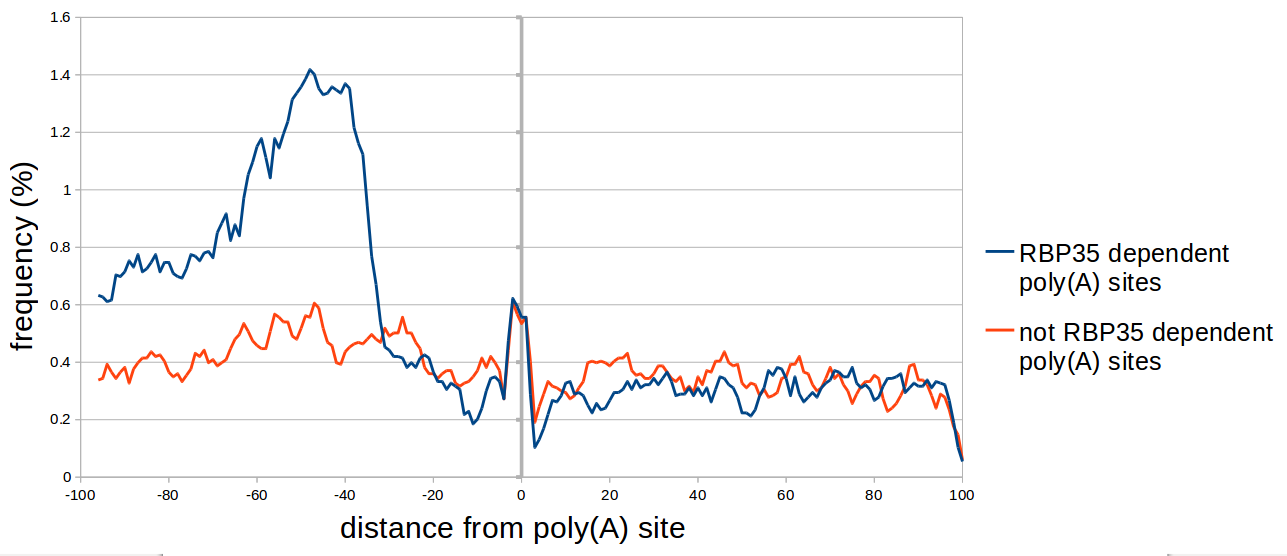 1.6
1.4
1.2
1
0.8
0.6
0.4
0.2
0
frequency (%)
-100 -80 -60 -40 -20 0 20 40 60 80 100
distance from poly(A) site
RBP35 dependent
poly(A) sites
not RBP35 dependent
poly(A) sites